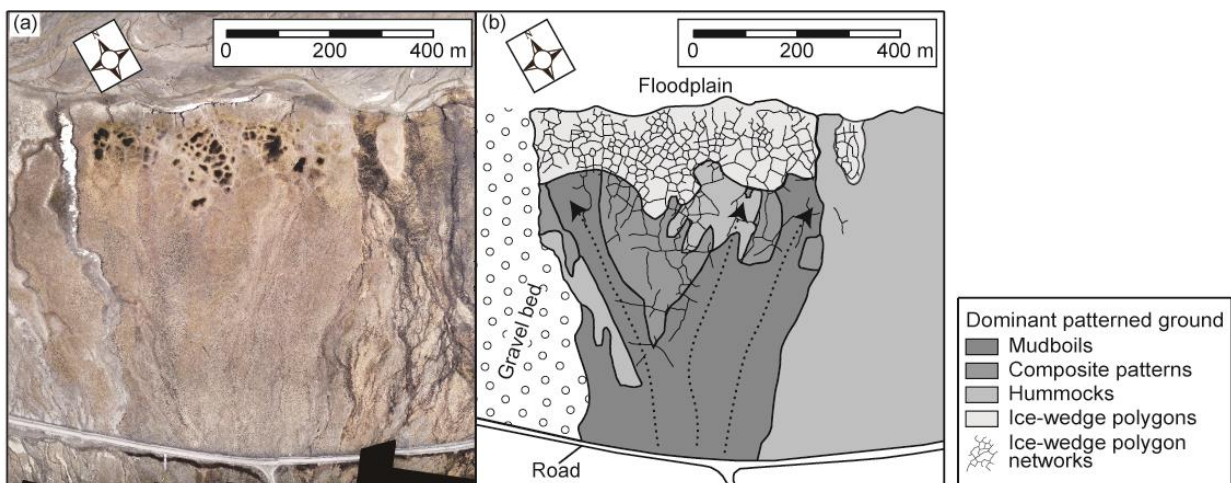 (a)
N
0 200 400 m
(b)
N
0 200 400 m
Floodplain
Gravel bed
Road
Dominant patterned ground
Mudboils
Composite patterns
Hummocks
Ice-wedge polygons
Ice-wedge polygon
networks